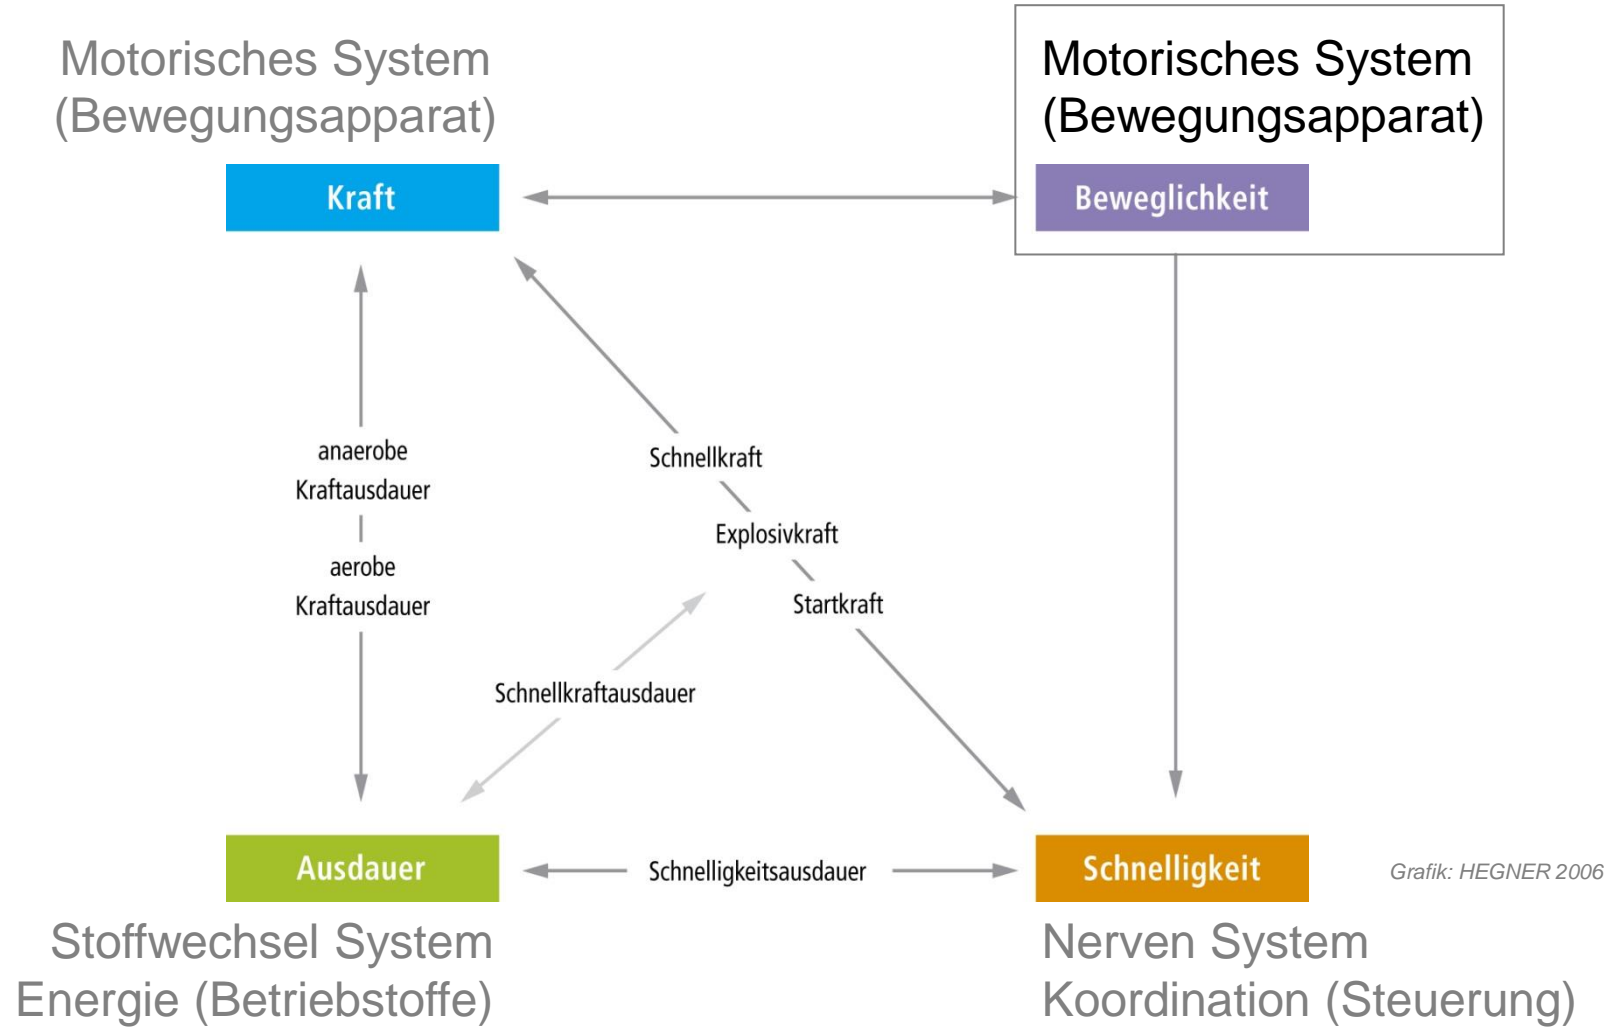 Motorisches System
(Bewegungsapparat)
Motorisches System
(Bewegungsapparat)
Kraft
Beweglichkeit
anaerobe
Kraftausdauer
aerobe
Kraftausdauer
Schnellkraft
Explosivkraft
Startkraft
Schnellkraftausdauer
Ausdauer
Schnelligkeitsausdauer
Schnelligkeit
Grafik: HEGNER 2006
Stoffwechsel System
Energie (Betriebstoffe)
Nerven System
Koordination (Steuerung)